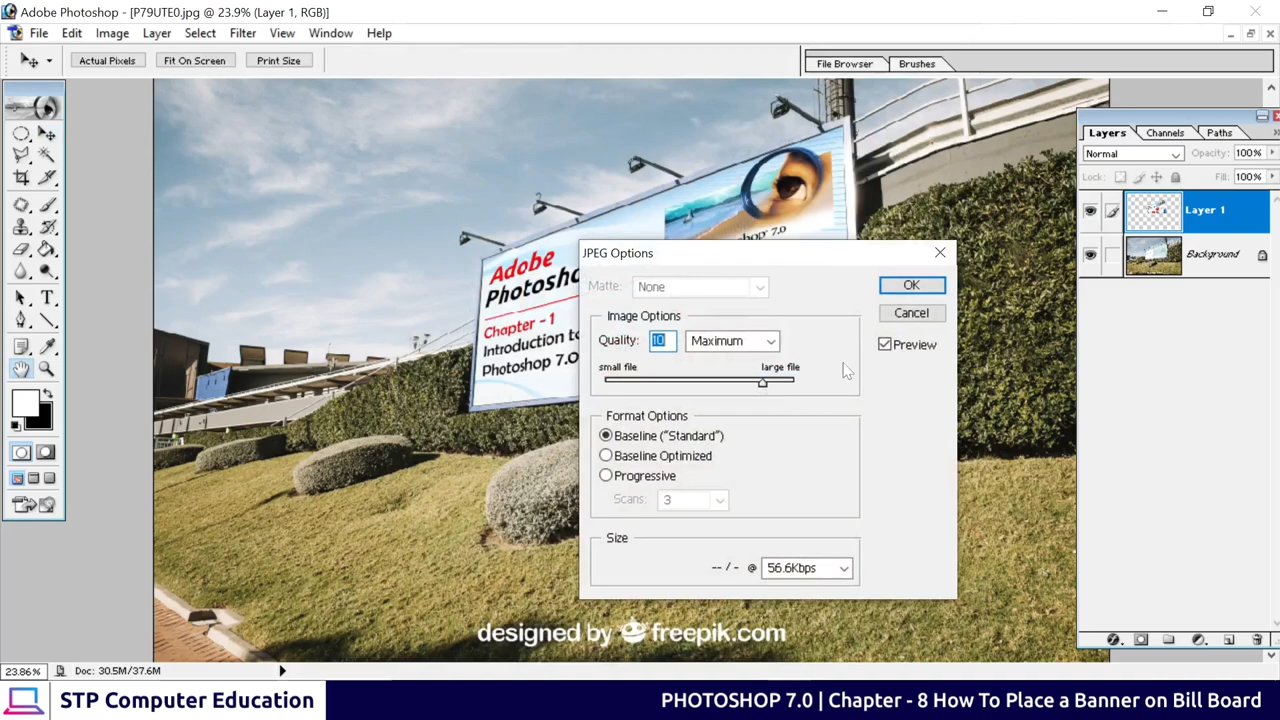 Adobe Photoshop - [P79UTE0.jpg @ 23.9% (Layer 1, RGB)]
File Edit Image Layer Select Filter View Window Help
Actual Pixels Fit On Screen Print Size File Browser Brushes
Layers Channels Paths
Normal Opacity: 100%
Lock: Fill: 100%
Layer 1
Background
Adobe
Chapter - 1
Introduction
Photoshop 7.0
7.0
JPEG Options
Matte: None
OK
Image Options
Cancel
Quality: 10 Maximum
Preview
small file large file
Format Options
Baseline ("Standard")
Baseline Optimized
Progressive
Scans: 3
Size
-- / - @ 56.6Kbps
designed by freepik.com
23.86% Doc: 30.5M/37.6M
STP Computer Education PHOTOSHOP 7.0 | Chapter - 8 How To Place a Banner on Bill Board